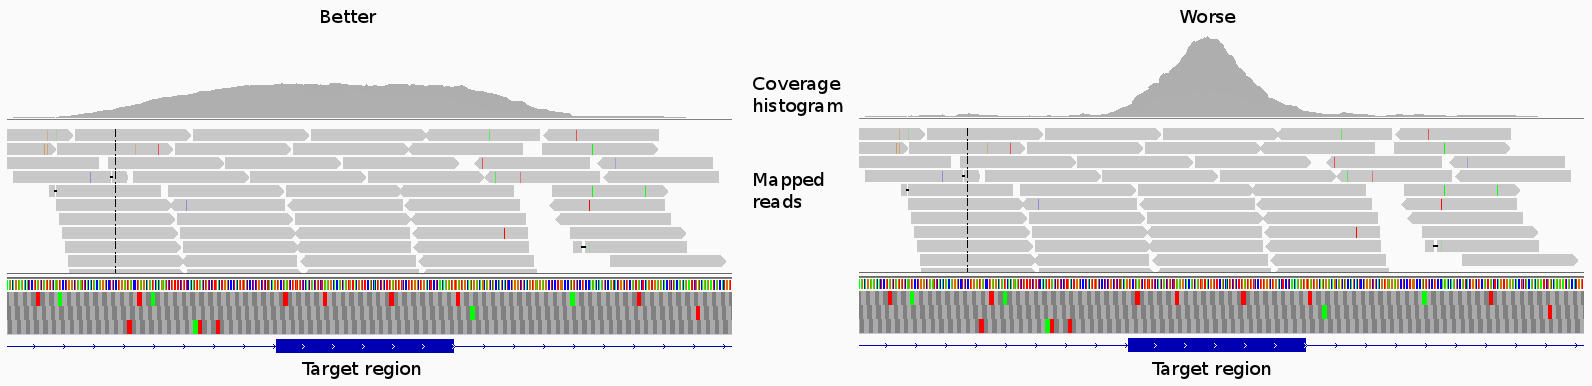 Better
Worse
Coverage
histogram
Mapped
reads
Target region
Target region